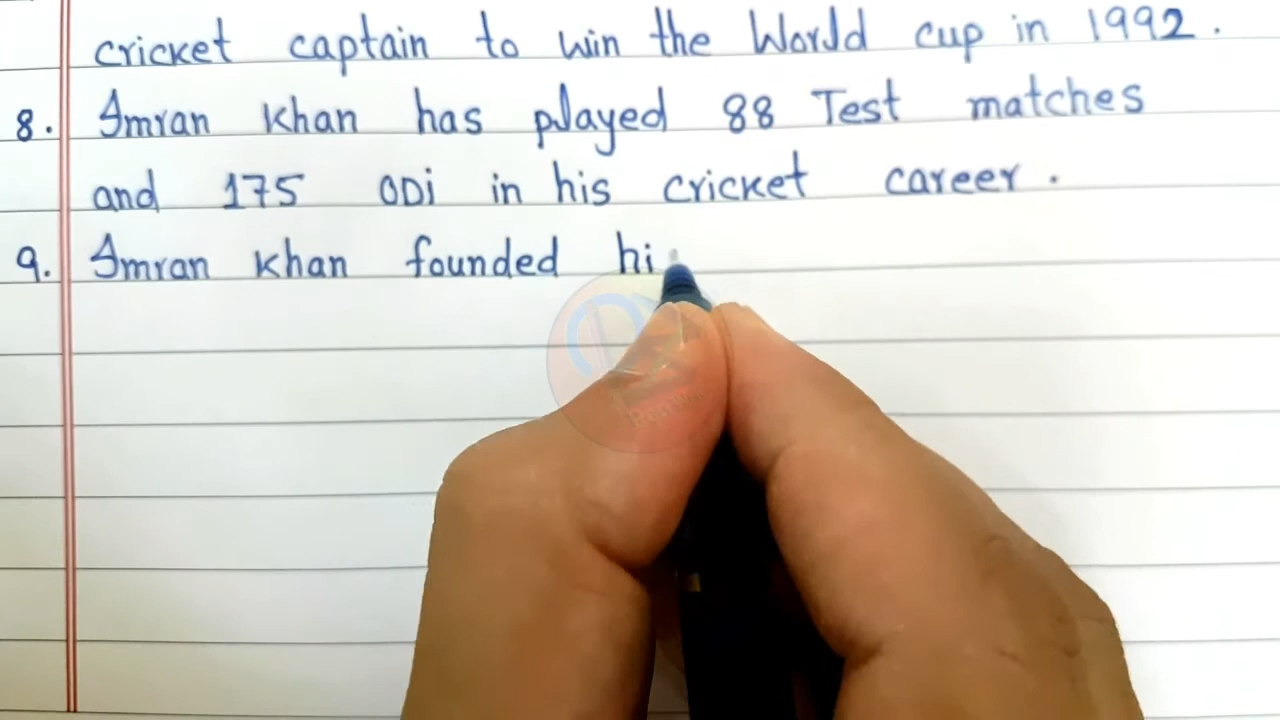 cricket captain to win the World cup in 1992.
8. Imran Khan has played 88 Test matches
and 175 ODi in his cricket career.
9. Imran Khan founded hi